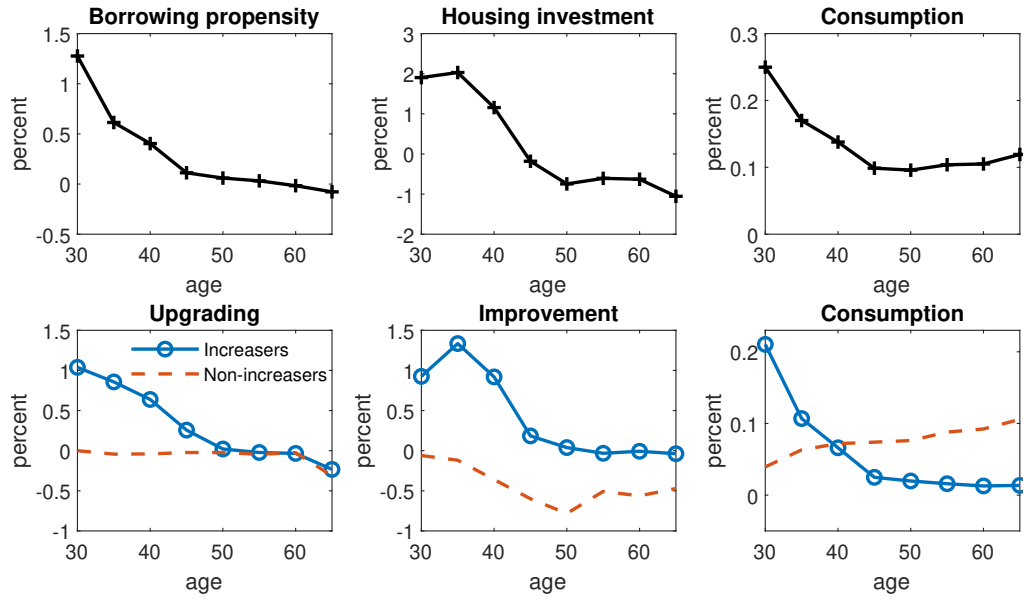 Borrowing propensity
1.5
1
0.5
0
-0.5
percent
30 40 50 60
age
Housing investment
3
2
1
0
-1
-2
percent
30 40 50 60
age
Consumption
0.3
0.2
0.1
0
percent
30 40 50 60
age
Upgrading
1.5
1
0.5
0
-0.5
-1
percent
Increasers
Non-increasers
30 40 50 60
age
Improvement
1.5
1
0.5
0
-0.5
-1
percent
30 40 50 60
age
Consumption
0.2
0.1
0
percent
30 40 50 60
age